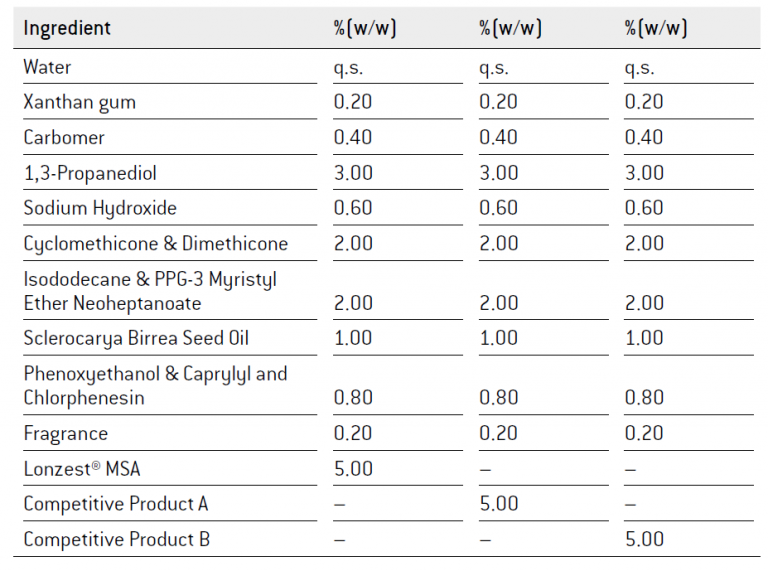 Ingredient %(w/w) %(w/w) %(w/w)
Water q.s. q.s. q.s.
Xanthan gum 0.20 0.20 0.20
Carbomer 0.40 0.40 0.40
1,3-Propanediol 3.00 3.00 3.00
Sodium Hydroxide 0.60 0.60 0.60
Cyclomethicone & Dimethicone 2.00 2.00 2.00
Isododecane & PPG-3 Myristyl
Ether Neoheptanoate 2.00 2.00 2.00
Sclerocarya Birrea Seed Oil 1.00 1.00 1.00
Phenoxyethanol & Caprylyl and
Chlorphenesin 0.80 0.80 0.80
Fragrance 0.20 0.20 0.20
Lonzest® MSA 5.00 – –
Competitive Product A – 5.00 –
Competitive Product B – – 5.00